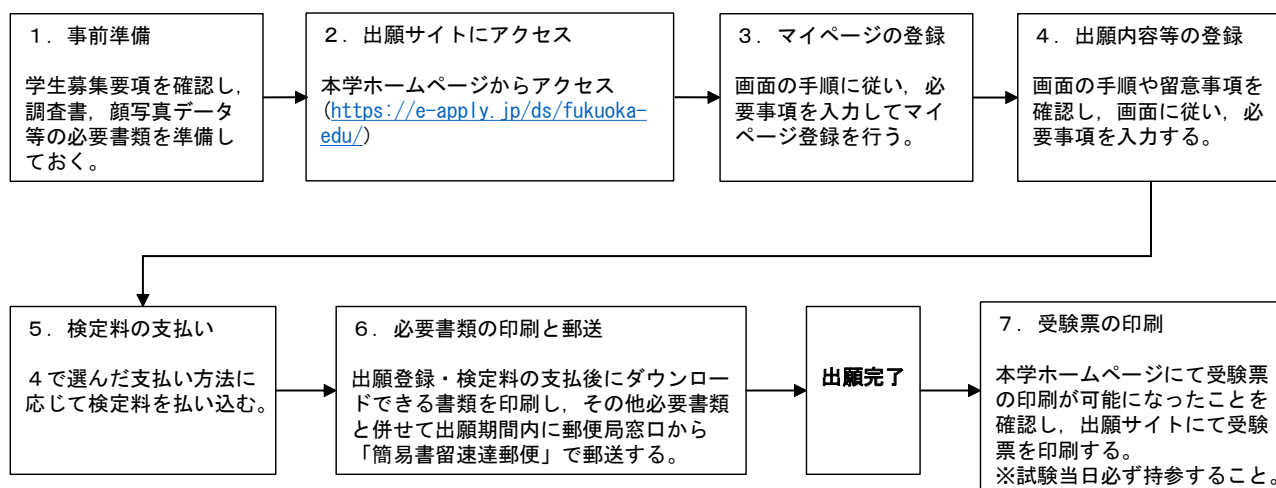 １．事前準備
学生募集要項を確認し，
調査書，顔写真データ
等の必要書類を準備し
ておく。
２．出願サイトにアクセス
本学ホームページからアクセス
(https://e-apply.jp/ds/fukuoka-
edu/)
３．マイページの登録
画面の手順に従い，必
要事項を入力してマイ
ページ登録を行う。
４．出願内容等の登録
画面の手順や留意事項を
確認し，画面に従い，必
要事項を入力する。
５．検定料の支払い
４で選んだ支払い方法に
応じて検定料を払い込む。
６．必要書類の印刷と郵送
出願登録・検定料の支払後にダウンロー
ドできる書類を印刷し，その他必要書類
と併せて出願期間内に郵便局窓口から
「簡易書留速達郵便」で郵送する。
出願完了
７．受験票の印刷
本学ホームページにて受験票
の印刷が可能になったことを
確認し，出願サイトにて受験
票を印刷する。
※試験当日必ず持参すること。